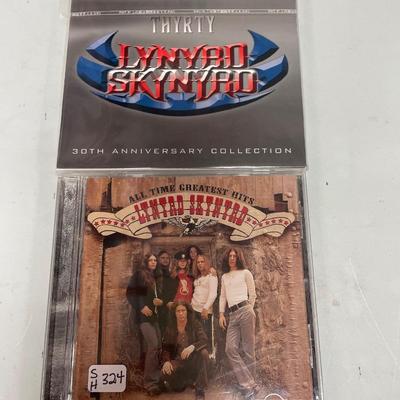 THYRTY
LYNYRD
SKYNYRD
30TH ANNIVERSARY COLLECTION
ALL TIME GREATEST HITS
LYNYRD SKYNYRD
S
H 324